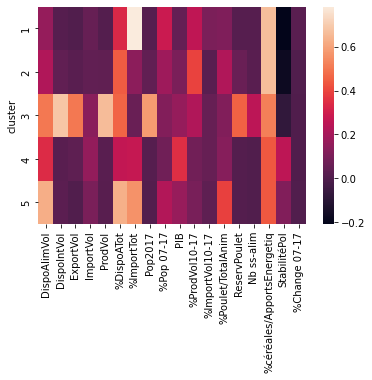 cluster
1
2
3
4
5
DispoAlimVol
DispoIntVol
ExportVol
ImportVol
ProdVol
%DispoATot
%ImportTot
Pop2017
%Pop 07-17
PIB
%ProdVol10-17
%ImportVol10-17
%Poulet/TotalAnim
ReservPoulet
Nb ss-alim
%céréales/ApportsEnergetiq
StabilitéPol
%Change 07-17
0.6
0.4
0.2
0.0
−0.2